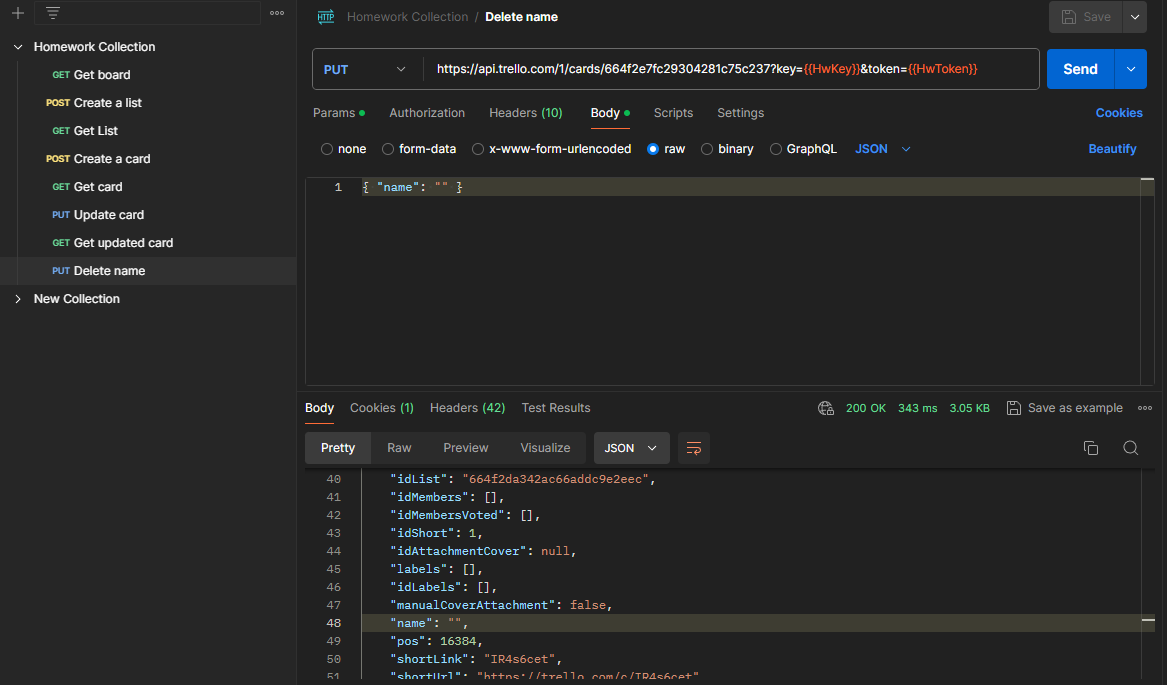 HTTP Homework Collection / Delete name Save
Homework Collection
GET Get board
POST Create a list
GET Get List
POST Create a card
GET Get card
PUT Update card
GET Get updated card
PUT Delete name
New Collection
PUT https://api.trello.com/1/cards/664f2e7fc29304281c75c237?key={{HwKey}}&token={{HwToken}} Send
Params Authorization Headers (10) Body Scripts Settings Cookies
none form-data x-www-form-urlencoded raw binary GraphQL JSON Beautify
1 { "name": "" }
Body Cookies (1) Headers (42) Test Results 200 OK 343 ms 3.05 KB Save as example
Pretty Raw Preview Visualize JSON
40 "idList": "664f2da342ac66addc9e2eec",
41 "idMembers": [],
42 "idMembersVoted": [],
43 "idShort": 1,
44 "idAttachmentCover": null,
45 "labels": [],
46 "idLabels": [],
47 "manualCoverAttachment": false,
48 "name": "",
49 "pos": 16384,
50 "shortLink": "IR4s6cet",
51 "shortUrl": "https://trello.com/c/IR4s6cet"